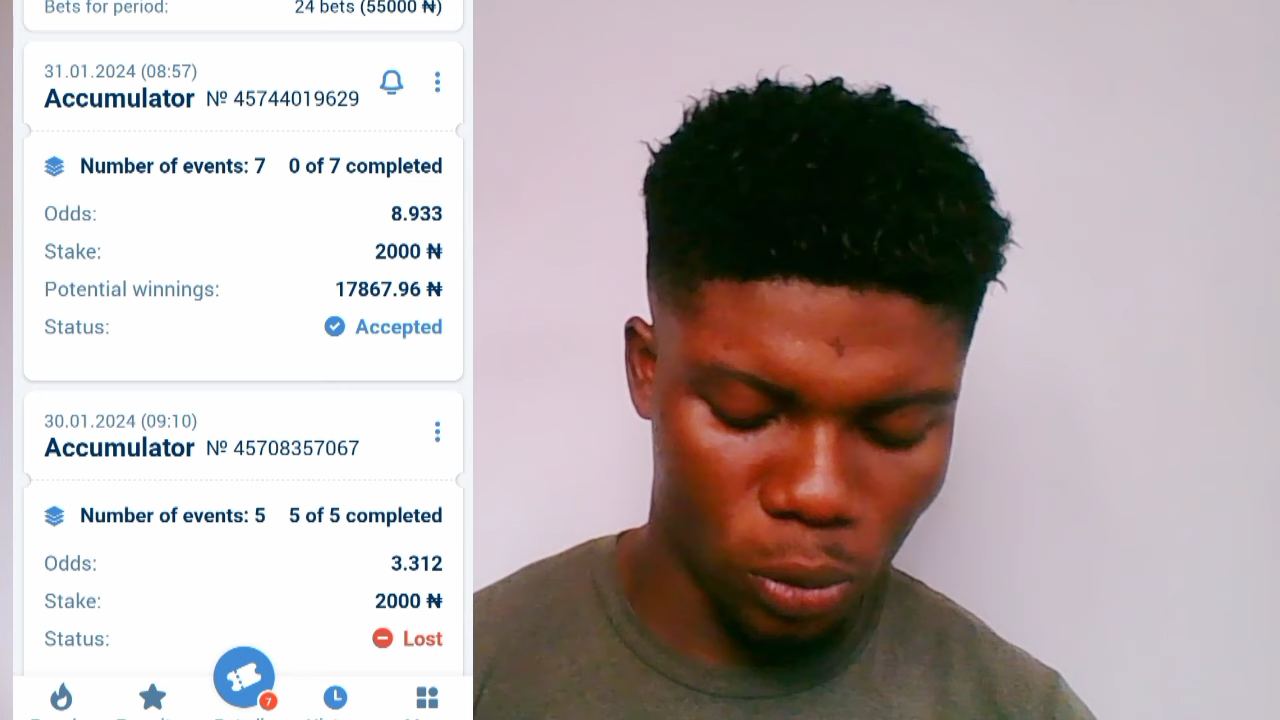 Bets for period: 24 bets (55000 ₦)
31.01.2024 (08:57)
Accumulator № 45744019629
Number of events: 7 0 of 7 completed
Odds: 8.933
Stake: 2000 ₦
Potential winnings: 17867.96 ₦
Status: Accepted
30.01.2024 (09:10)
Accumulator № 45708357067
Number of events: 5 5 of 5 completed
Odds: 3.312
Stake: 2000 ₦
Status: Lost
7